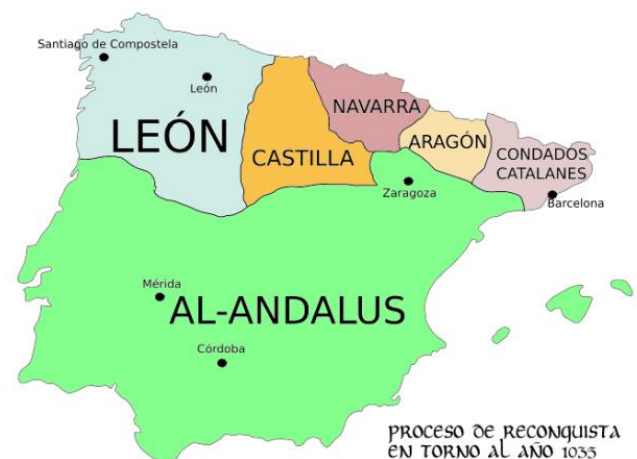 Santiago de Compostela
León
NAVARRA
LEÓN
CASTILLA
ARAGÓN
CONDADOS
CATALANES
Zaragoza
Barcelona
Mérida
AL-ANDALUS
Córdoba
PROCESO DE RECONQUISTA
EN TORNO AL AÑO 1035